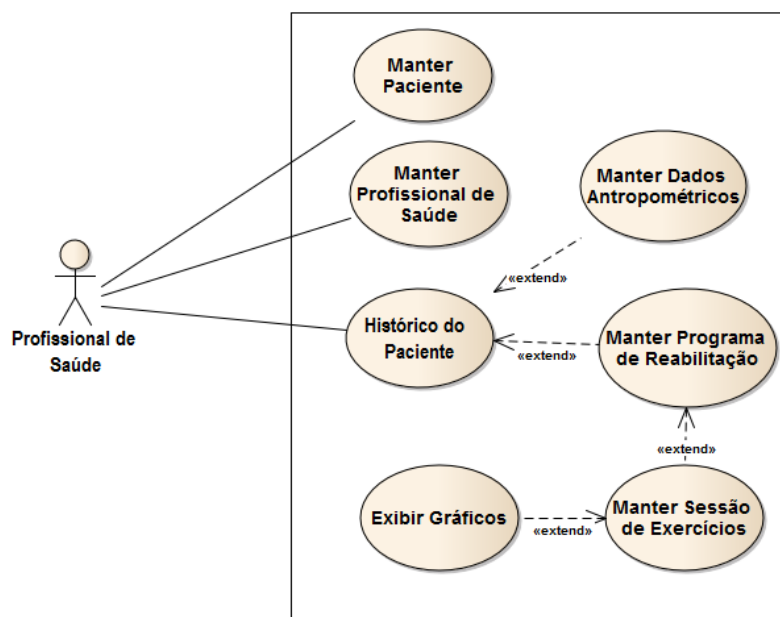 Manter
Paciente
Manter
Profissional de
Saúde
Manter Dados
Antropométricos
«extend»
Profissional de
Saúde
Histórico do
Paciente
«extend»
Manter Programa
de Reabilitação
«extend»
Exibir Gráficos
«extend»
Manter Sessão
de Exercícios